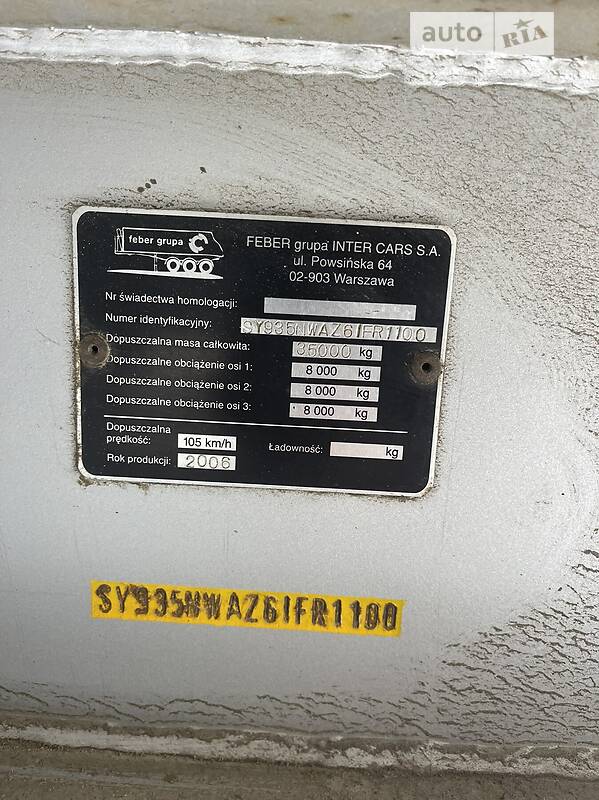 auto RIA
feber grupa
FEBER grupa INTER CARS S.A.
ul. Powsińska 64
02-903 Warszawa
Nr świadectwa homologacji:
Numer identyfikacyjny: SY935NWAZ6IFR1100
Dopuszczalna masa całkowita: 35000 kg
Dopuszczalne obciążenie osi 1: 8 000 kg
Dopuszczalne obciążenie osi 2: 8 000 kg
Dopuszczalne obciążenie osi 3: 8 000 kg
Dopuszczalna
prędkość: 105 km/h
Ładowność: kg
Rok produkcji: 2006
SY935NWAZ6IFR1100